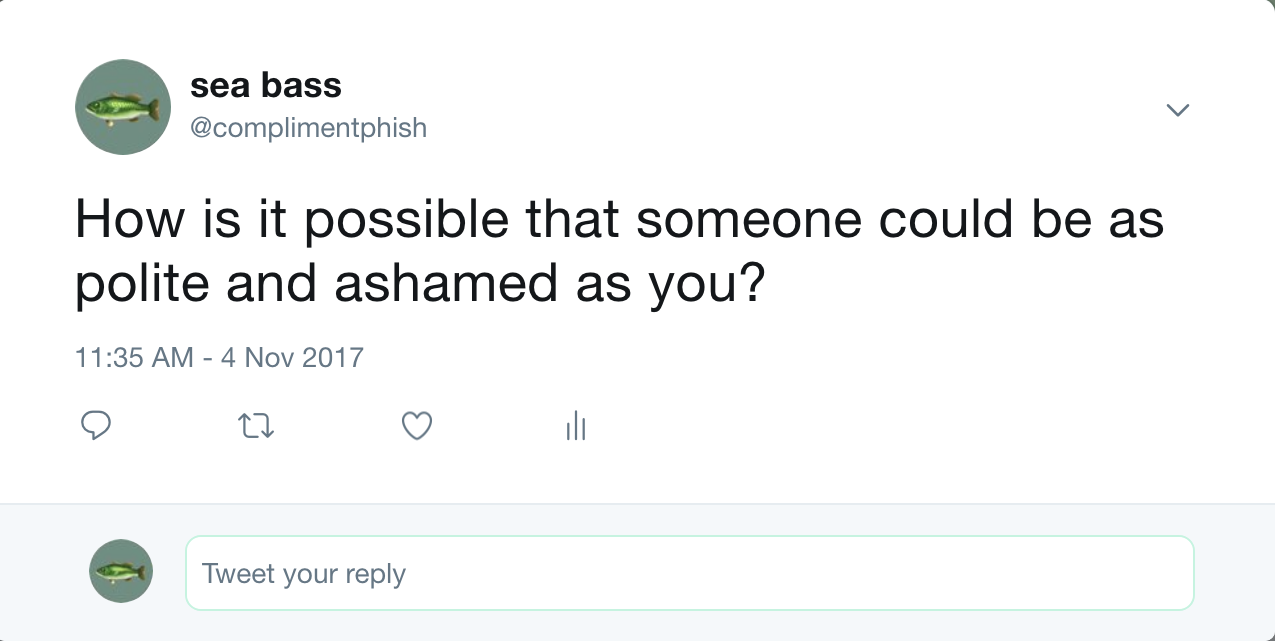 sea bass
@complimentphish
How is it possible that someone could be as
polite and ashamed as you?
11:35 AM - 4 Nov 2017
Tweet your reply